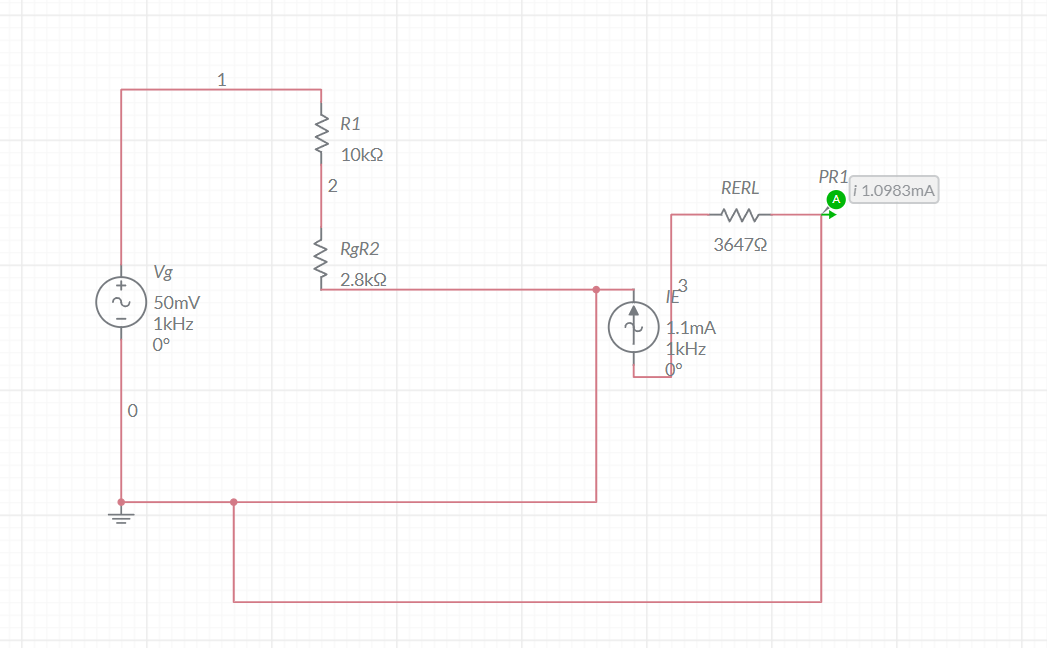 1
R1
10kΩ
2
RgR2
2.8kΩ
Vg
50mV
1kHz
0°
0
RERL
3647Ω
PR1
A
i 1.0983mA
3
IE
1.1mA
1kHz
0°